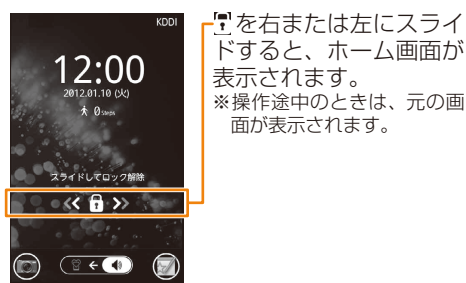 KDDI
12:00
2012.01.10 (火)
0 steps
スライドしてロック解除
を右または左にスライ
ドすると、ホーム画面が
表示されます。
※操作途中のときは、元の画
面が表示されます。